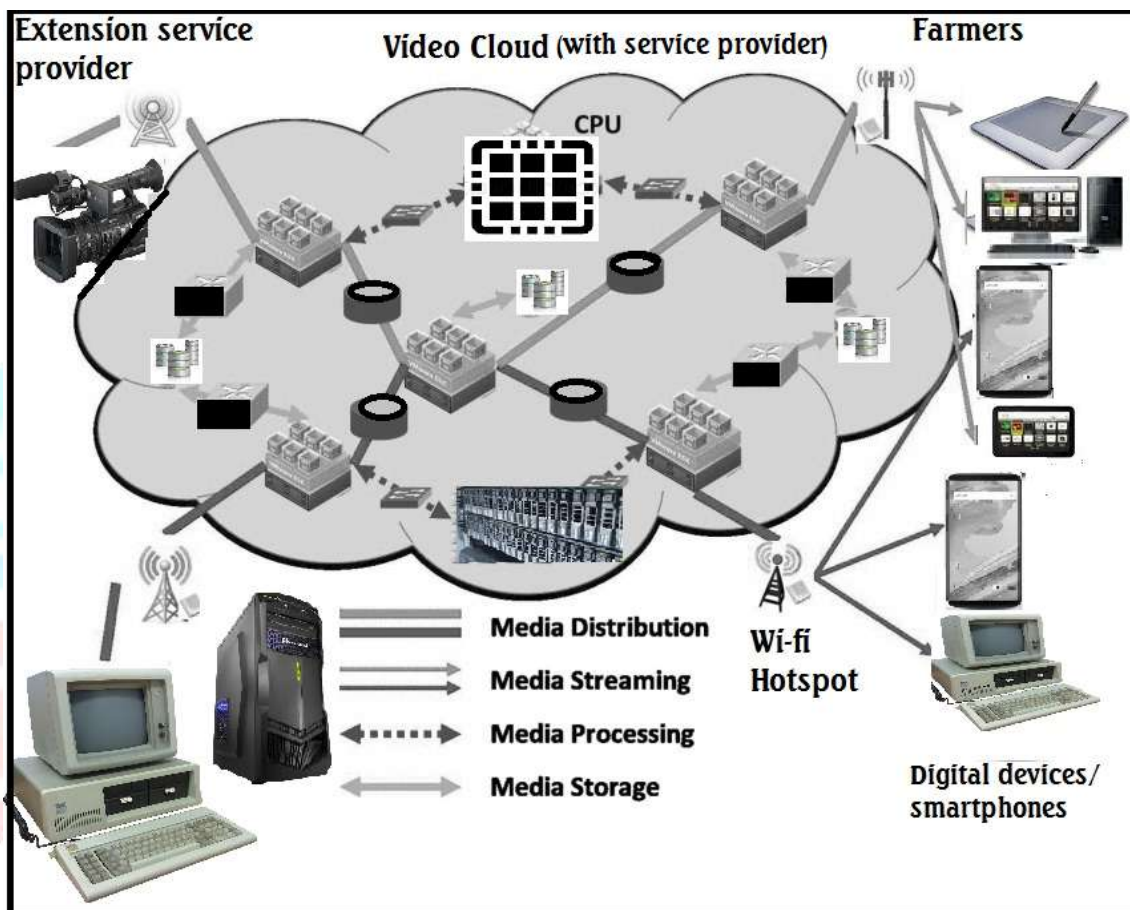 Extension service
provider
Video Cloud (with service provider)
Farmers
CPU
Media Distribution
Media Streaming
Media Processing
Media Storage
Wi-fi
Hotspot
Digital devices/
smartphones